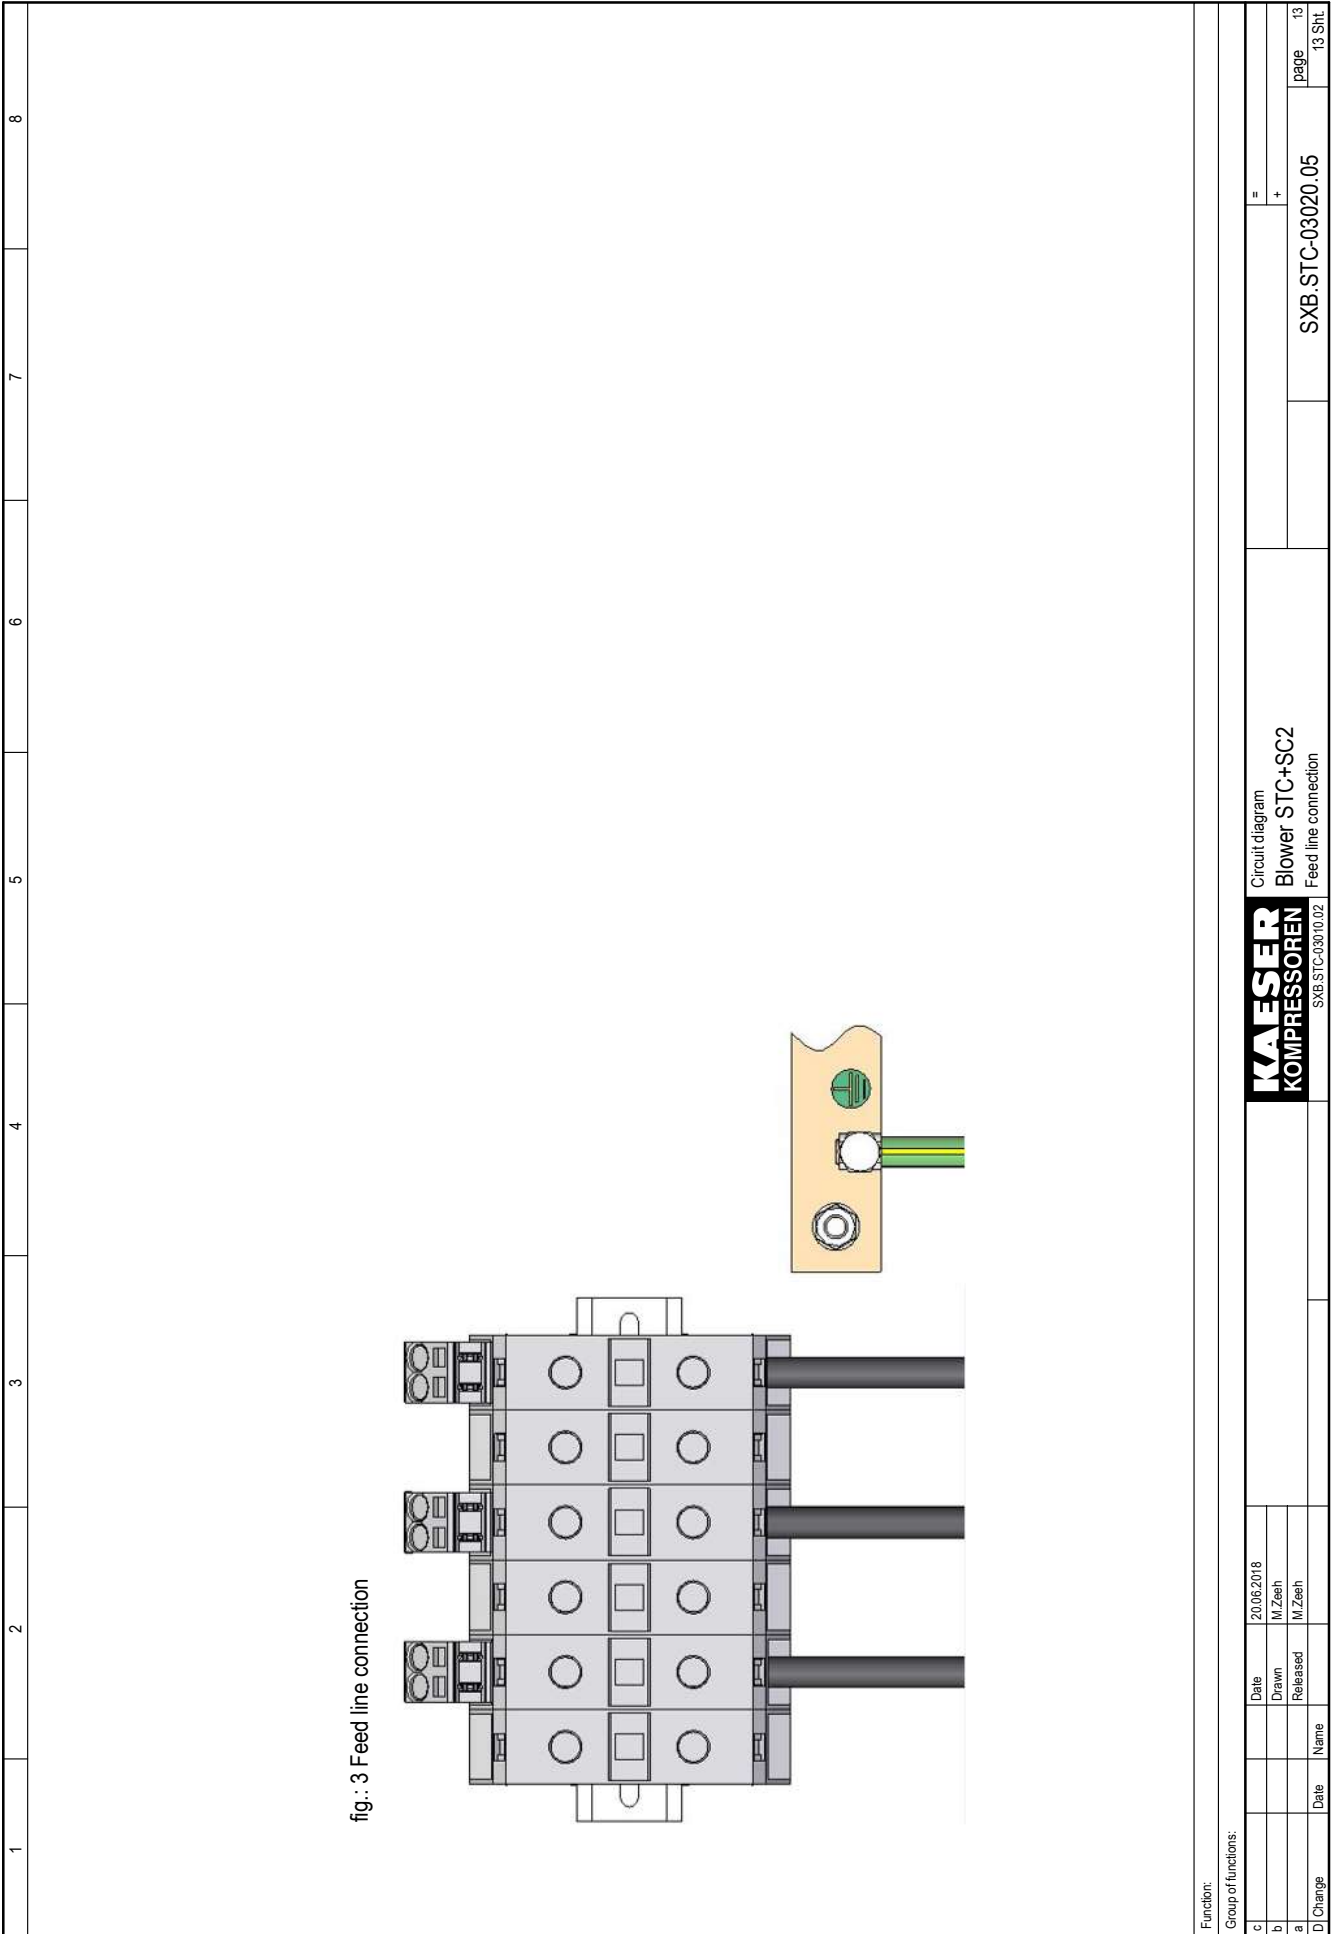 1 2 3 4 5 6 7 8
fig.: 3 Feed line connection
Function:
Group of functions:
c
b
a
D Change Date Name
Date 20.06.2018
Drawn M.Zeeh
Released M.Zeeh
KAESER
KOMPRESSOREN
SXB.STC-03010.02
Circuit diagram
Blower STC+SC2
Feed line connection
=
+
SXB.STC-03020.05
page 13
13 Sht.